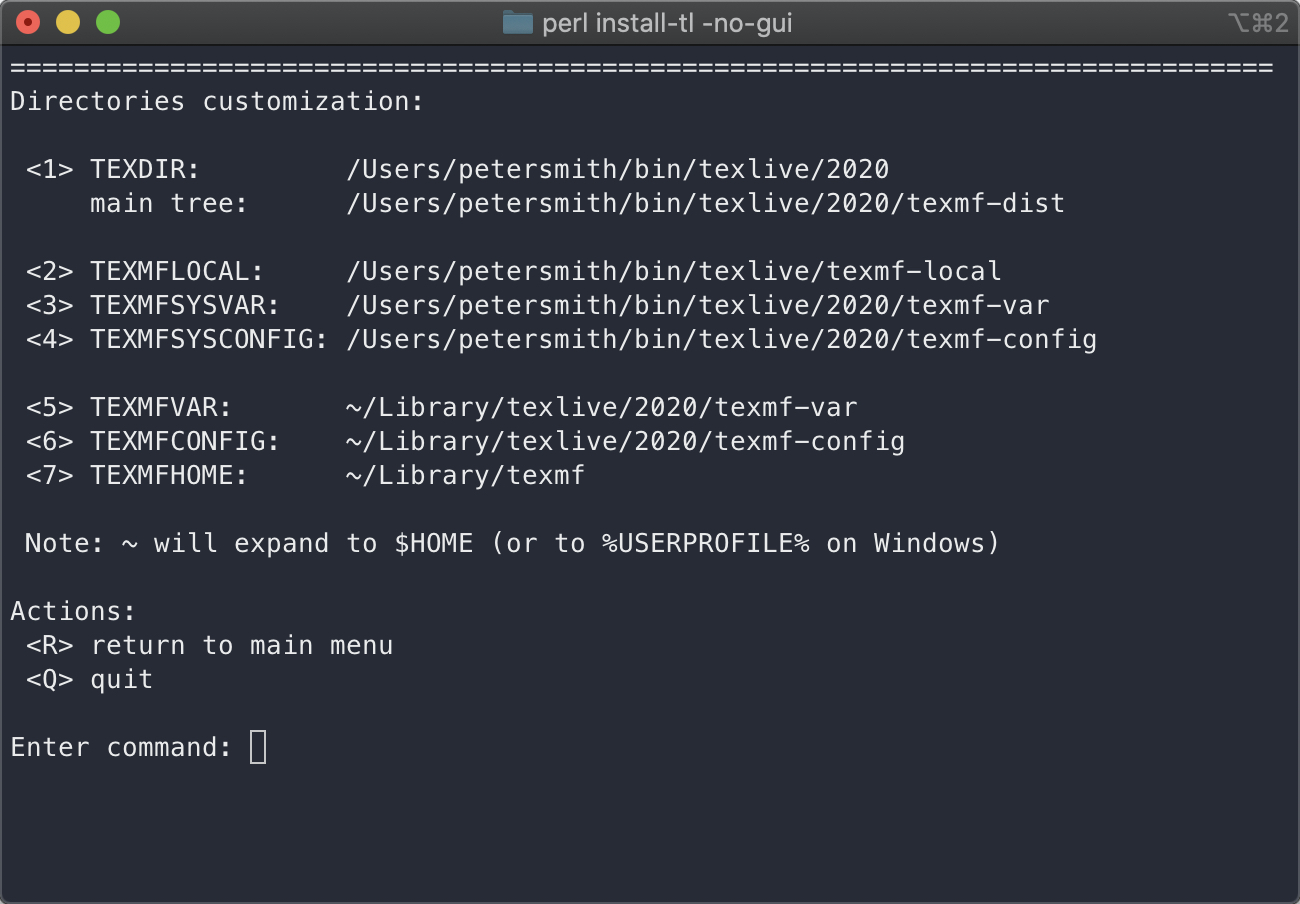 perl install-tl -no-gui ⌥⌘2
===============================================================================
Directories customization:
<1> TEXDIR: /Users/petersmith/bin/texlive/2020
main tree: /Users/petersmith/bin/texlive/2020/texmf-dist
<2> TEXMFLOCAL: /Users/petersmith/bin/texlive/texmf-local
<3> TEXMFSYSVAR: /Users/petersmith/bin/texlive/2020/texmf-var
<4> TEXMFSYSCONFIG: /Users/petersmith/bin/texlive/2020/texmf-config
<5> TEXMFVAR: ~/Library/texlive/2020/texmf-var
<6> TEXMFCONFIG: ~/Library/texlive/2020/texmf-config
<7> TEXMFHOME: ~/Library/texmf
Note: ~ will expand to $HOME (or to %USERPROFILE% on Windows)
Actions:
<R> return to main menu
<Q> quit
Enter command: